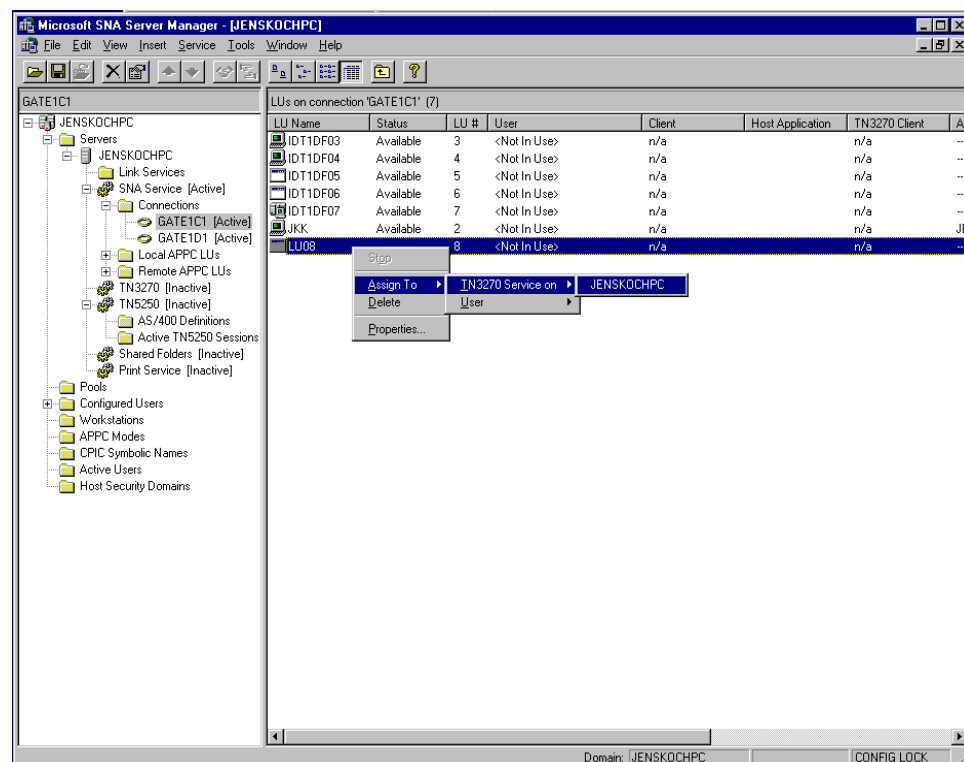 Microsoft SNA Server Manager - [JENSKOCHPC]
File Edit View Insert Service Tools Window Help
GATE1C1
LUs on connection 'GATE1C1' (7)
JENSKOCHPC
Servers
JENSKOCHPC
Link Services
SNA Service [Active]
Connections
GATE1C1 [Active]
GATE1D1 [Active]
Local APPC LUs
Remote APPC LUs
TN3270 [Inactive]
TN5250 [Inactive]
AS/400 Definitions
Active TN5250 Sessions
Shared Folders [Inactive]
Print Service [Inactive]
Pools
Configured Users
Workstations
APPC Modes
CPIC Symbolic Names
Active Users
Host Security Domains
LU Name Status LU # User Client Host Application TN3270 Client A
IDT1DF03 Available 3 <Not In Use> n/a n/a --
IDT1DF04 Available 4 <Not In Use> n/a n/a --
IDT1DF05 Available 5 <Not In Use> n/a n/a --
IDT1DF06 Available 6 <Not In Use> n/a n/a --
IDT1DF07 Available 7 <Not In Use> n/a n/a --
JKK Available 2 <Not In Use> n/a n/a JE
LU08 8 <Not In Use> n/a n/a --
Stop
Assign To
Delete
Properties...
TN3270 Service on
User
JENSKOCHPC
Domain: JENSKOCHPC CONFIG LOCK